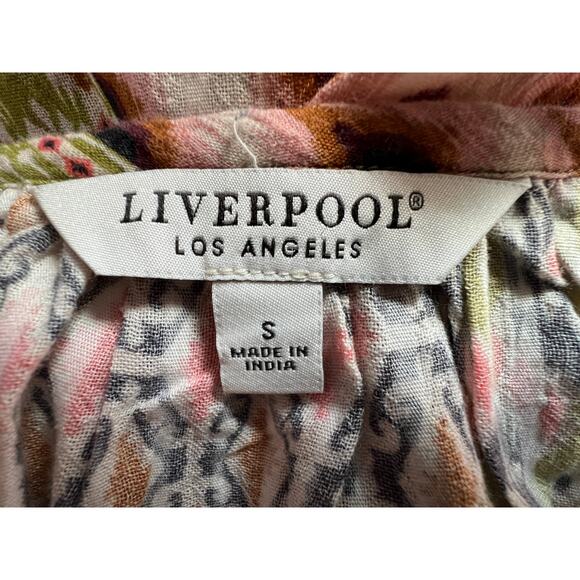 LIVERPOOL®
LOS ANGELES
S
MADE IN
INDIA